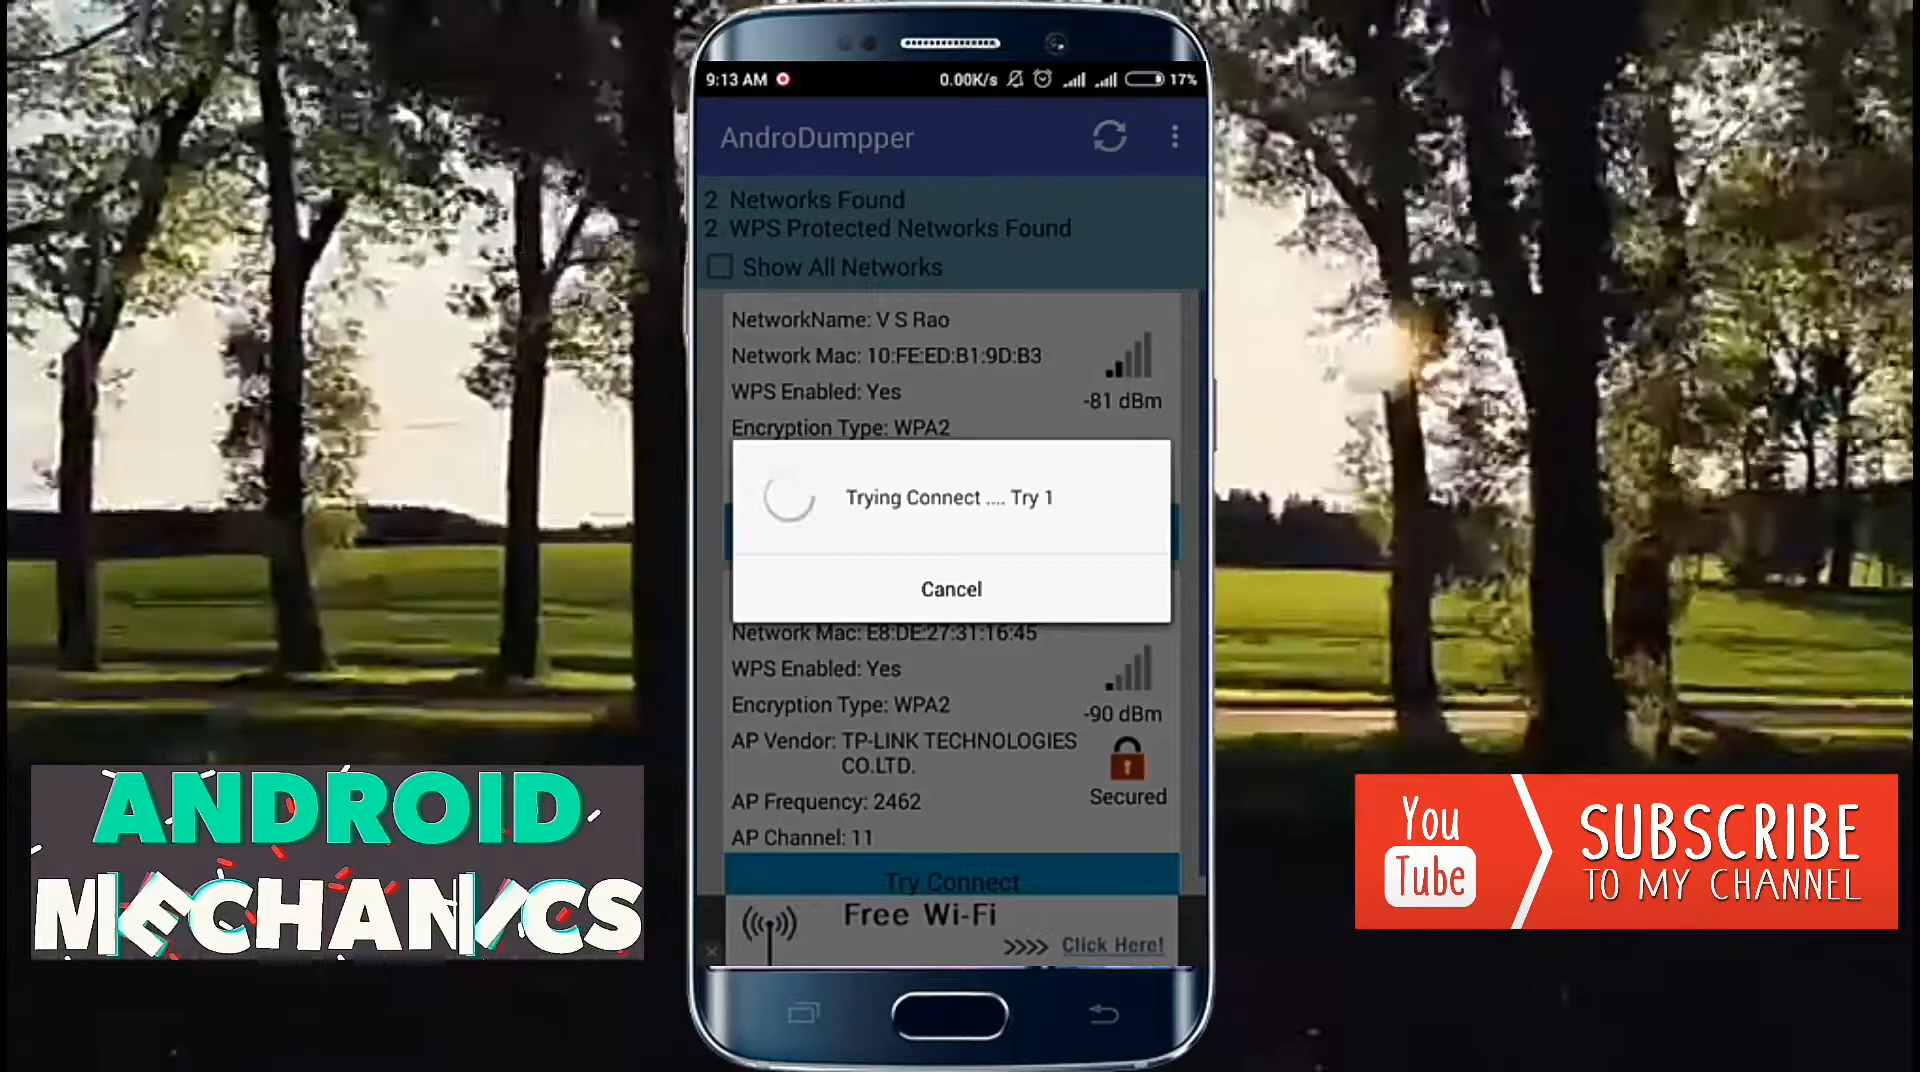 9:13 AM 0.00K/s 17%
AndroDumpper
2 Networks Found
2 WPS Protected Networks Found
Show All Networks
NetworkName: V S Rao
Network Mac: 10:FE:ED:B1:9D:B3
WPS Enabled: Yes
-81 dBm
Encryption Type: WPA2
Trying Connect .... Try 1
Cancel
Network Mac: E8:DE:27:31:16:45
WPS Enabled: Yes
Encryption Type: WPA2
-90 dBm
AP Vendor: TP-LINK TECHNOLOGIES
CO.LTD.
AP Frequency: 2462
Secured
AP Channel: 11
Try Connect
Free Wi-Fi
>>>> Click Here!
ANDROID
MECHANICS
You
Tube
SUBSCRIBE
TO MY CHANNEL